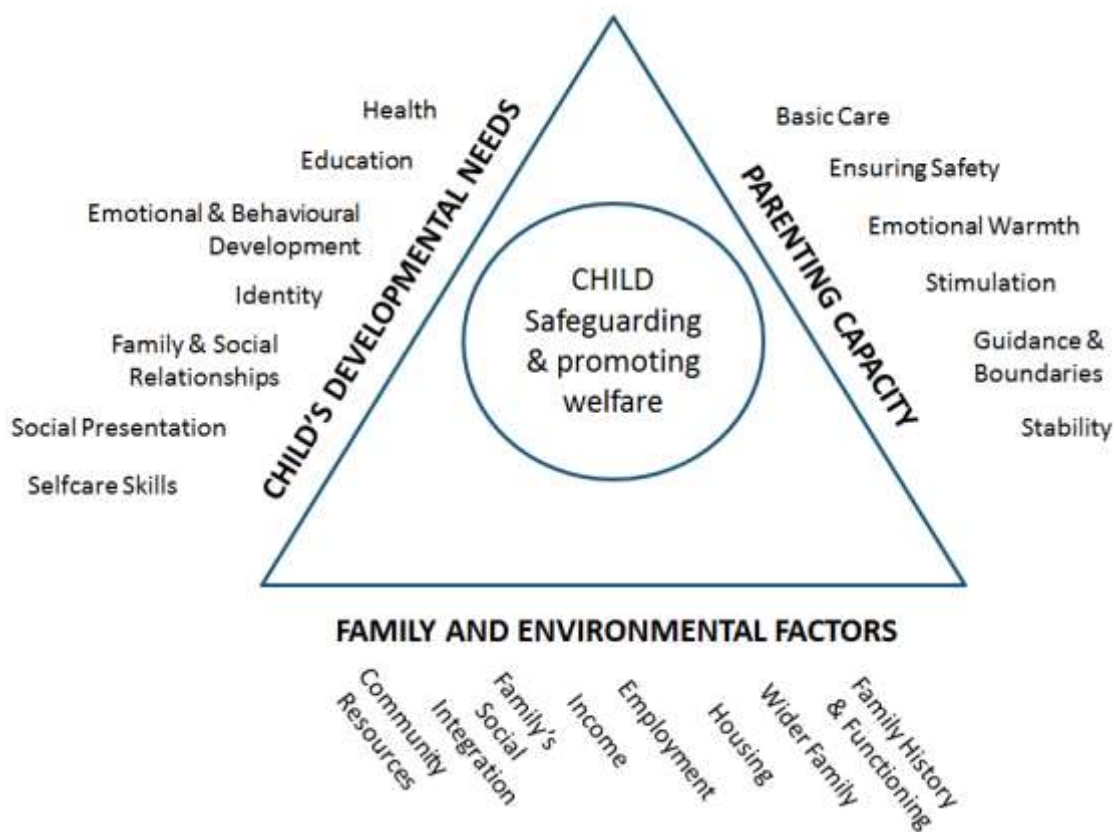 Health
Education
Emotional & Behavioural
Development
Identity
Family & Social
Relationships
Social Presentation
Selfcare Skills
CHILD'S DEVELOPMENTAL NEEDS
CHILD
Safeguarding
& promoting
welfare
PARENTING CAPACITY
Basic Care
Ensuring Safety
Emotional Warmth
Stimulation
Guidance &
Boundaries
Stability
FAMILY AND ENVIRONMENTAL FACTORS
Community
Resources
Family's
Social
Integration
Income
Employment
Housing
Wider Family
Family History
& Functioning